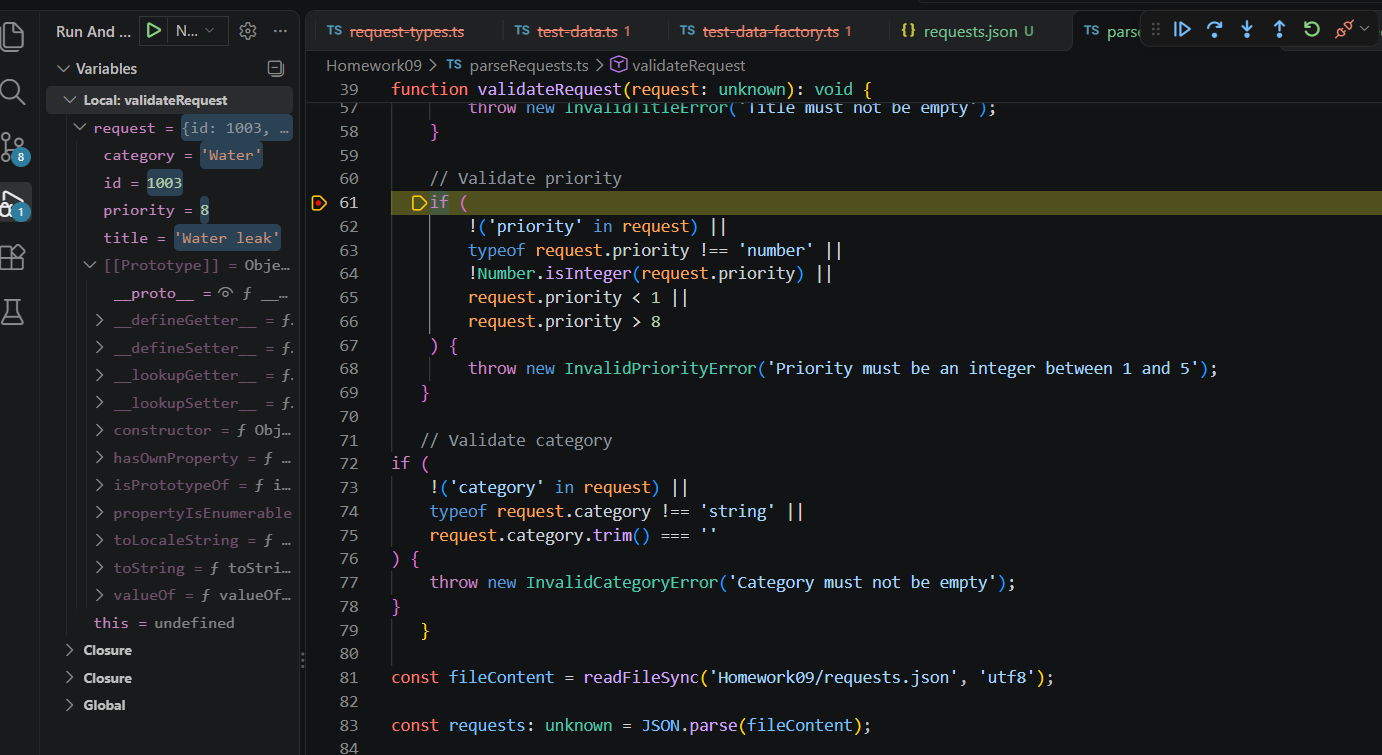 Run And ... N...
TS request-types.ts TS test-data.ts 1 TS test-data-factory.ts 1 {} requests.json U TS
Variables
Local: validateRequest
request = {id: 1003, …
category = 'Water'
id = 1003
priority = 8
title = 'Water leak'
[[Prototype]] = Obje…
__proto__ = ƒ __…
__defineGetter__ = ƒ.
__defineSetter__ = ƒ.
__lookupGetter__ = ƒ.
__lookupSetter__ = ƒ.
constructor = ƒ Obj…
hasOwnProperty = ƒ …
isPrototypeOf = ƒ i…
propertyIsEnumerable
toLocaleString = ƒ …
toString = ƒ toStri…
valueOf = ƒ valueOf…
this = undefined
Closure
Closure
Global
8
1
Homework09 > TS parseRequests.ts > validateRequest
39 function validateRequest(request: unknown): void {
57 throw new InvalidTitleError('Title must not be empty');
58 }
59
60 // Validate priority
61 if (
62 !('priority' in request) ||
63 typeof request.priority !== 'number' ||
64 !Number.isInteger(request.priority) ||
65 request.priority < 1 ||
66 request.priority > 8
67 ) {
68 throw new InvalidPriorityError('Priority must be an integer between 1 and 5');
69 }
70
71 // Validate category
72 if (
73 !('category' in request) ||
74 typeof request.category !== 'string' ||
75 request.category.trim() === ''
76 ) {
77 throw new InvalidCategoryError('Category must not be empty');
78 }
79 }
80
81 const fileContent = readFileSync('Homework09/requests.json', 'utf8');
82
83 const requests: unknown = JSON.parse(fileContent);
84